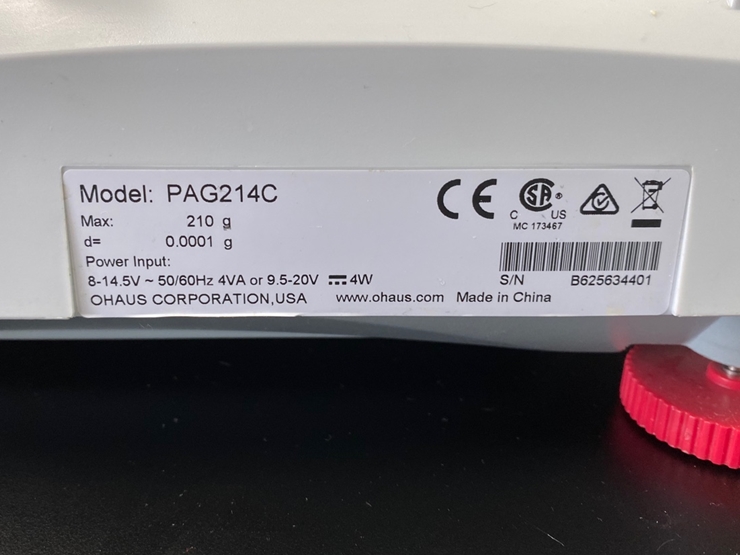 Model: PAG214C
Max: 210 g
d= 0.0001 g
Power Input:
8-14.5V ~ 50/60Hz 4VA or 9.5-20V ⎓ 4W
OHAUS CORPORATION,USA www.ohaus.com Made in China
CE
SA
C US
MC 173467
S/N B625634401